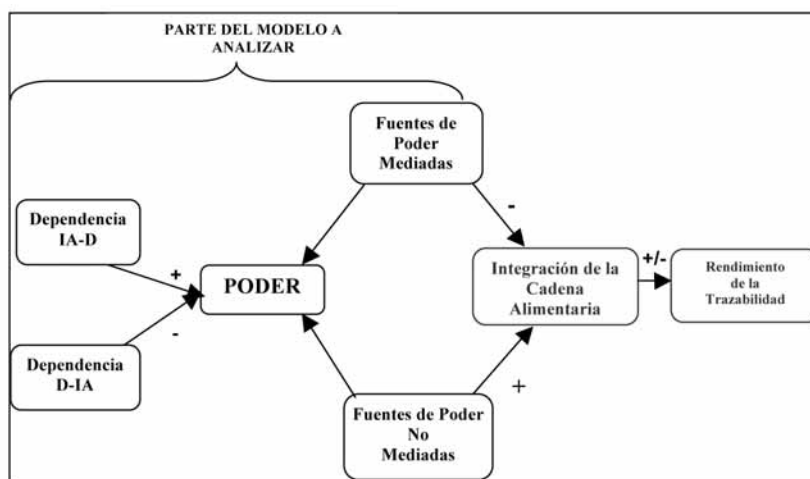 PARTE DEL MODELO A
ANALIZAR
Fuentes de
Poder
Mediadas
Dependencia
IA-D
+
-
PODER
-
Integración de la
Cadena
Alimentaria
+/-
Rendimiento
de la
Trazabilidad
Dependencia
D-IA
-
Fuentes de Poder
No
Mediadas
+